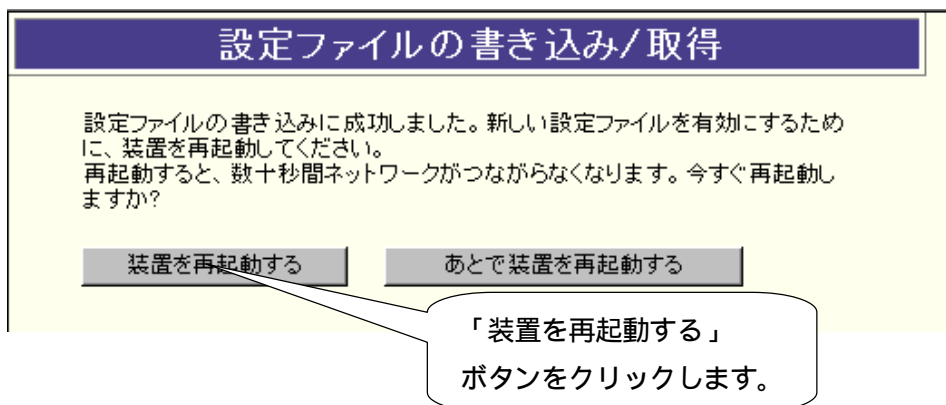 設定ファイルの書き込み/取得
設定ファイルの書き込みに成功しました。新しい設定ファイルを有効にするため
に、装置を再起動してください。
再起動すると、数十秒間ネットワークがつながらなくなります。今すぐ再起動し
ますか?
装置を再起動する
あとで装置を再起動する
「装置を再起動する」
ボタンをクリックします。